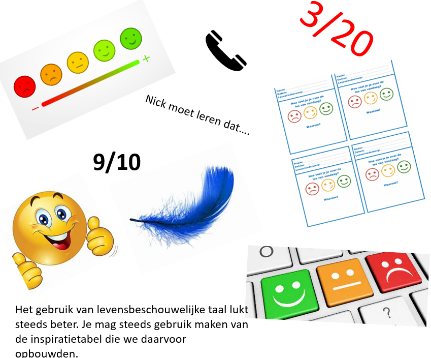 3/20
Nick moet leren dat....
9/10
Het gebruik van levensbeschouwelijke taal lukt
steeds beter. Je mag steeds gebruik maken van
de inspiratietabel die we daarvoor
opbouwden.